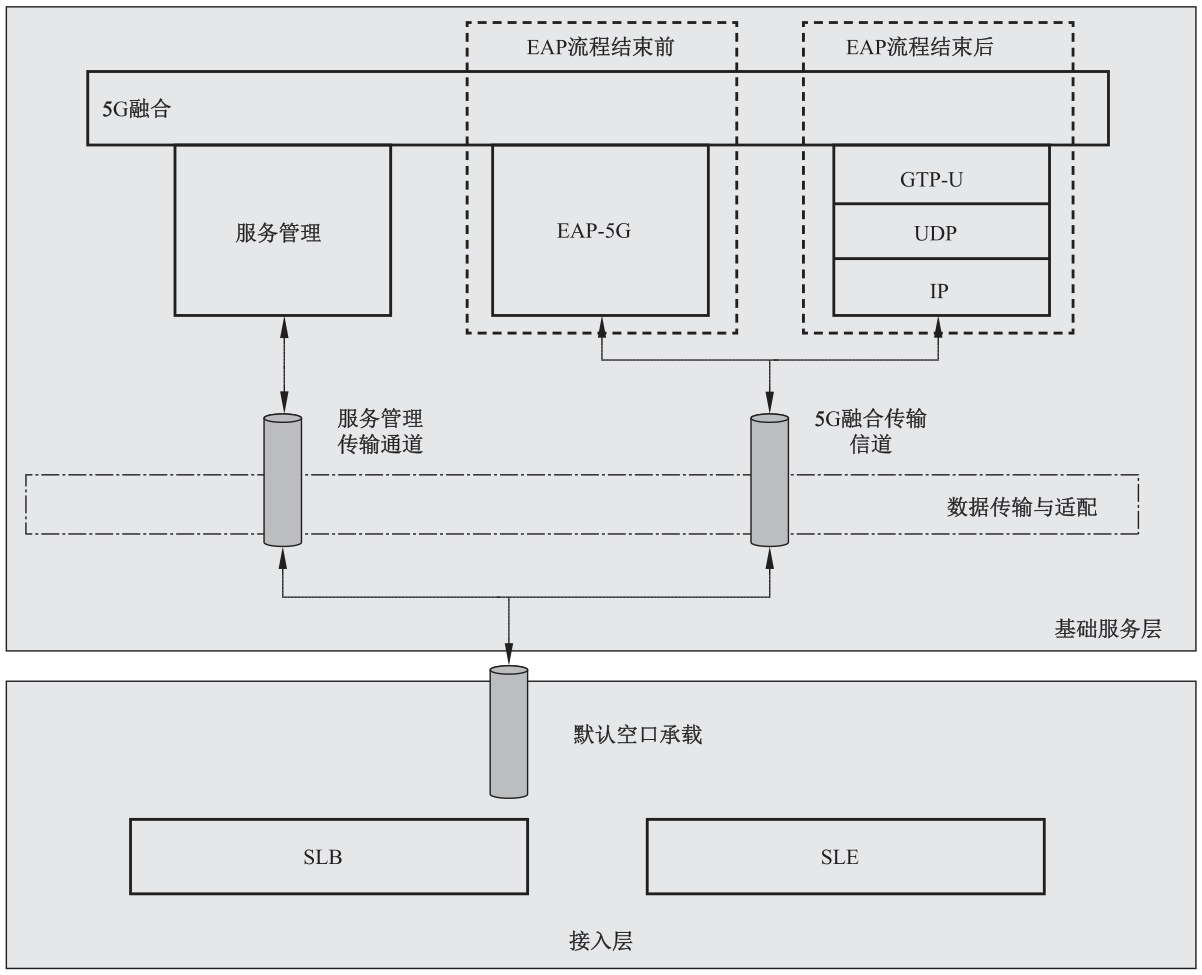 EAP流程结束前
EAP流程结束后
5G融合
服务管理
EAP-5G
GTP-U
UDP
IP
服务管理
传输通道
5G融合传输
信道
数据传输与适配
基础服务层
默认空口承载
SLB
SLE
接入层